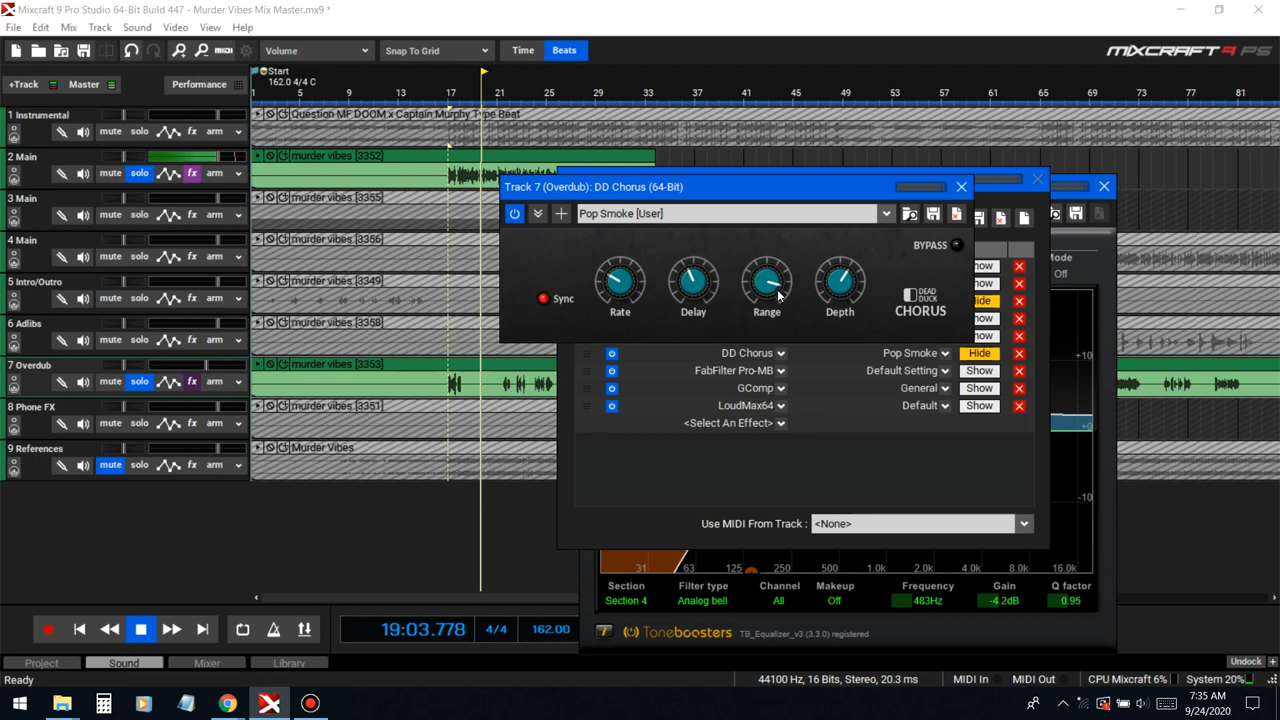 Mixcraft 9 Pro Studio 64-Bit Build 447 - Murder Vibes Mix Master.mx9 *
File Edit Mix Track Sound Video View Help
MIDI Volume Snap To Grid Time Beats MIXCRAFT 9 PS
+Track Master Performance
Start
162.0 4/4 C
1 5 9 13 17 21 25 29 33 37 41 45 49 53 57 61 65 69 73 77 81
1 Instrumental Question MF DOOM x Captain Murphy Type Beat
mute solo fx arm
2 Main murder vibes [3352]
mute solo fx arm
3 Main murder vibes [3355]
mute solo fx arm
4 Main murder vibes [3356]
mute solo fx arm
5 Intro/Outro murder vibes [3349]
mute solo fx arm
6 Adlibs murder vibes [3358]
mute solo fx arm
7 Overdub murder vibes [3353]
mute solo fx arm
8 Phone FX murder vibes [3351]
mute solo fx arm
9 References Murder Vibes
mute solo fx arm
Track 7 (Overdub): DD Chorus (64-Bit)
Pop Smoke [User]
BYPASS
Sync
Rate Delay Range Depth
DEAD
DUCK
CHORUS
Mode
Off
DD Chorus Pop Smoke Hide
FabFilter Pro-MB Default Setting Show
GComp General Show
LoudMax64 Default Show
<Select An Effect>
Use MIDI From Track : <None>
+10
+0
-10
31 63 125 250 500 1.0k 2.0k 4.0k 8.0k 16.0k
Section Filter type Channel Makeup Frequency Gain Q factor
Section 4 Analog bell All Off 483Hz -4.2dB 0.95
Toneboosters TB_Equalizer_v3 (3.3.0) registered
19:03.778 4/4 162.00
Project Sound Mixer Library Undock
Ready 44100 Hz, 16 Bits, Stereo, 20.3 ms MIDI In MIDI Out CPU Mixcraft 6% System 20%
7:35 AM
9/24/2020